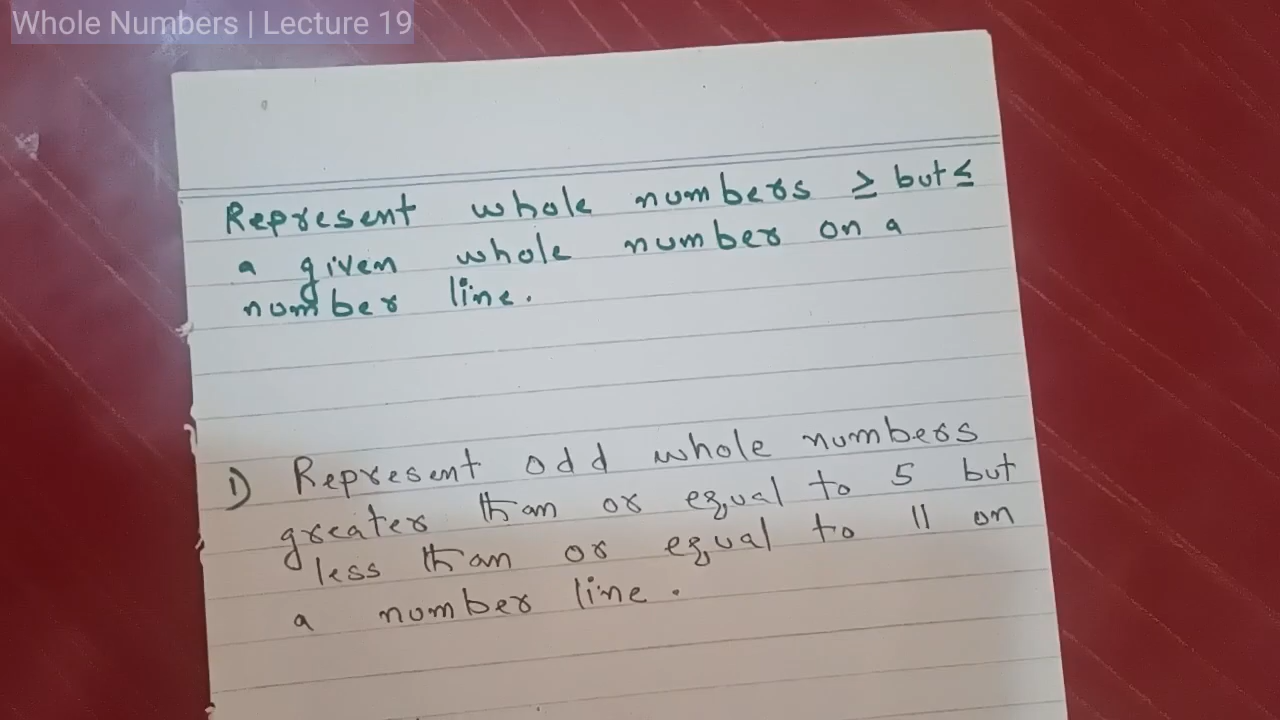 Whole Numbers | Lecture 19
Represent whole numbers ≥ but ≤
a given whole number on a
number line.
1) Represent odd whole numbers
greater than or equal to 5 but
less than or equal to 11 on
a number line.